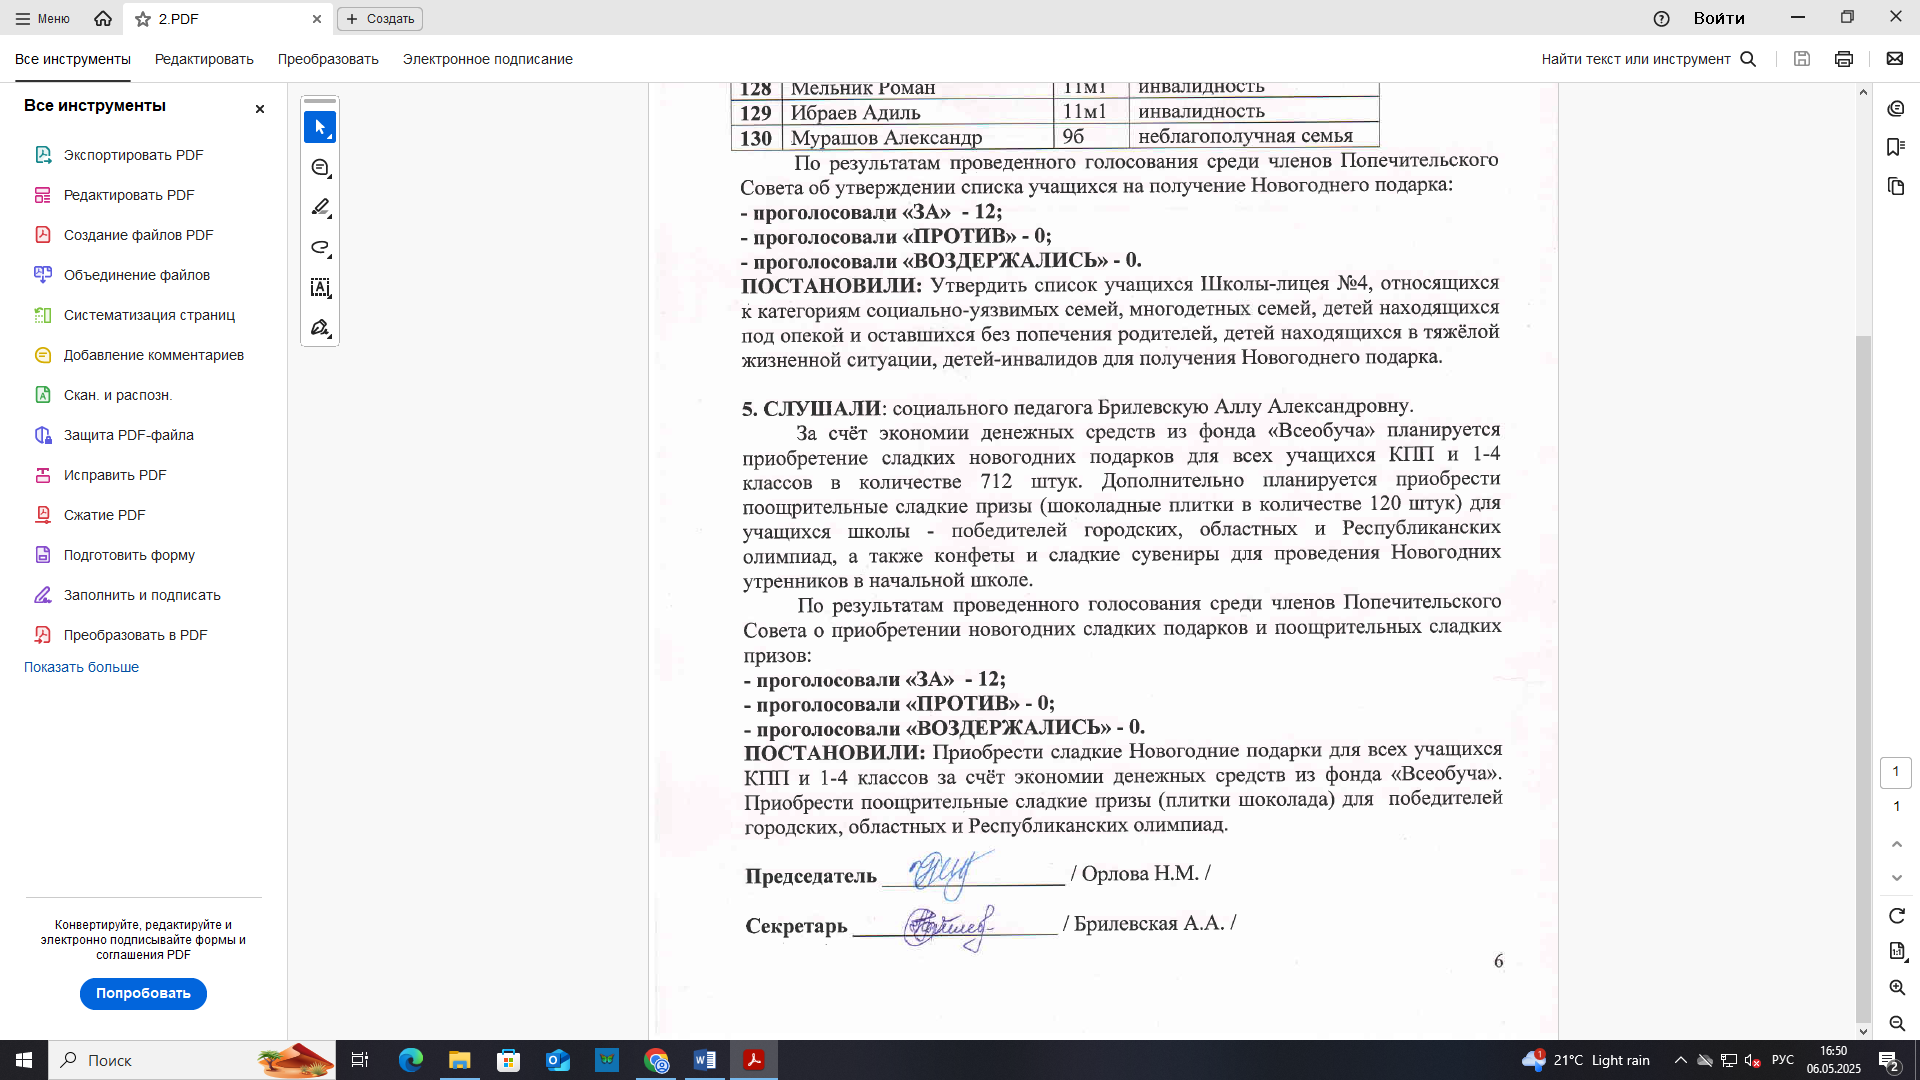 Меню
2.PDF
Создать
Войти
Все инструменты
Редактировать
Преобразовать
Электронное подписание
Найти текст или инструмент
Все инструменты
Экспортировать PDF
Редактировать PDF
Создание файлов PDF
Объединение файлов
Систематизация страниц
Добавление комментариев
Скан. и распозн.
Защита PDF-файла
Исправить PDF
Сжатие PDF
Подготовить форму
Заполнить и подписать
Преобразовать в PDF
Показать больше
Конвертируйте, редактируйте и
электронно подписывайте формы и
соглашения PDF
Попробовать
128 Мельник Роман 11м1 инвалидность
129 Ибраев Адиль 11м1 инвалидность
130 Мурашов Александр 9б неблагополучная семья
По результатам проведенного голосования среди членов Попечительского
Совета об утверждении списка учащихся на получение Новогоднего подарка:
- проголосовали «ЗА» - 12;
- проголосовали «ПРОТИВ» - 0;
- проголосовали «ВОЗДЕРЖАЛИСЬ» - 0.
ПОСТАНОВИЛИ: Утвердить список учащихся Школы-лицея №4, относящихся
к категориям социально-уязвимых семей, многодетных семей, детей находящихся
под опекой и оставшихся без попечения родителей, детей находящихся в тяжёлой
жизненной ситуации, детей-инвалидов для получения Новогоднего подарка.
5. СЛУШАЛИ: социального педагога Брилевскую Аллу Александровну.
За счёт экономии денежных средств из фонда «Всеобуча» планируется
приобретение сладких новогодних подарков для всех учащихся КПП и 1-4
классов в количестве 712 штук. Дополнительно планируется приобрести
поощрительные сладкие призы (шоколадные плитки в количестве 120 штук) для
учащихся школы - победителей городских, областных и Республиканских
олимпиад, а также конфеты и сладкие сувениры для проведения Новогодних
утренников в начальной школе.
По результатам проведенного голосования среди членов Попечительского
Совета о приобретении новогодних сладких подарков и поощрительных сладких
призов:
- проголосовали «ЗА» - 12;
- проголосовали «ПРОТИВ» - 0;
- проголосовали «ВОЗДЕРЖАЛИСЬ» - 0.
ПОСТАНОВИЛИ: Приобрести сладкие Новогодние подарки для всех учащихся
КПП и 1-4 классов за счёт экономии денежных средств из фонда «Всеобуча».
Приобрести поощрительные сладкие призы (плитки шоколада) для победителей
городских, областных и Республиканских олимпиад.
Председатель / Орлова Н.М. /
Секретарь / Брилевская А.А. /
6
1
1
Поиск
21°C Light rain
РУС
16:50
06.05.2025
2